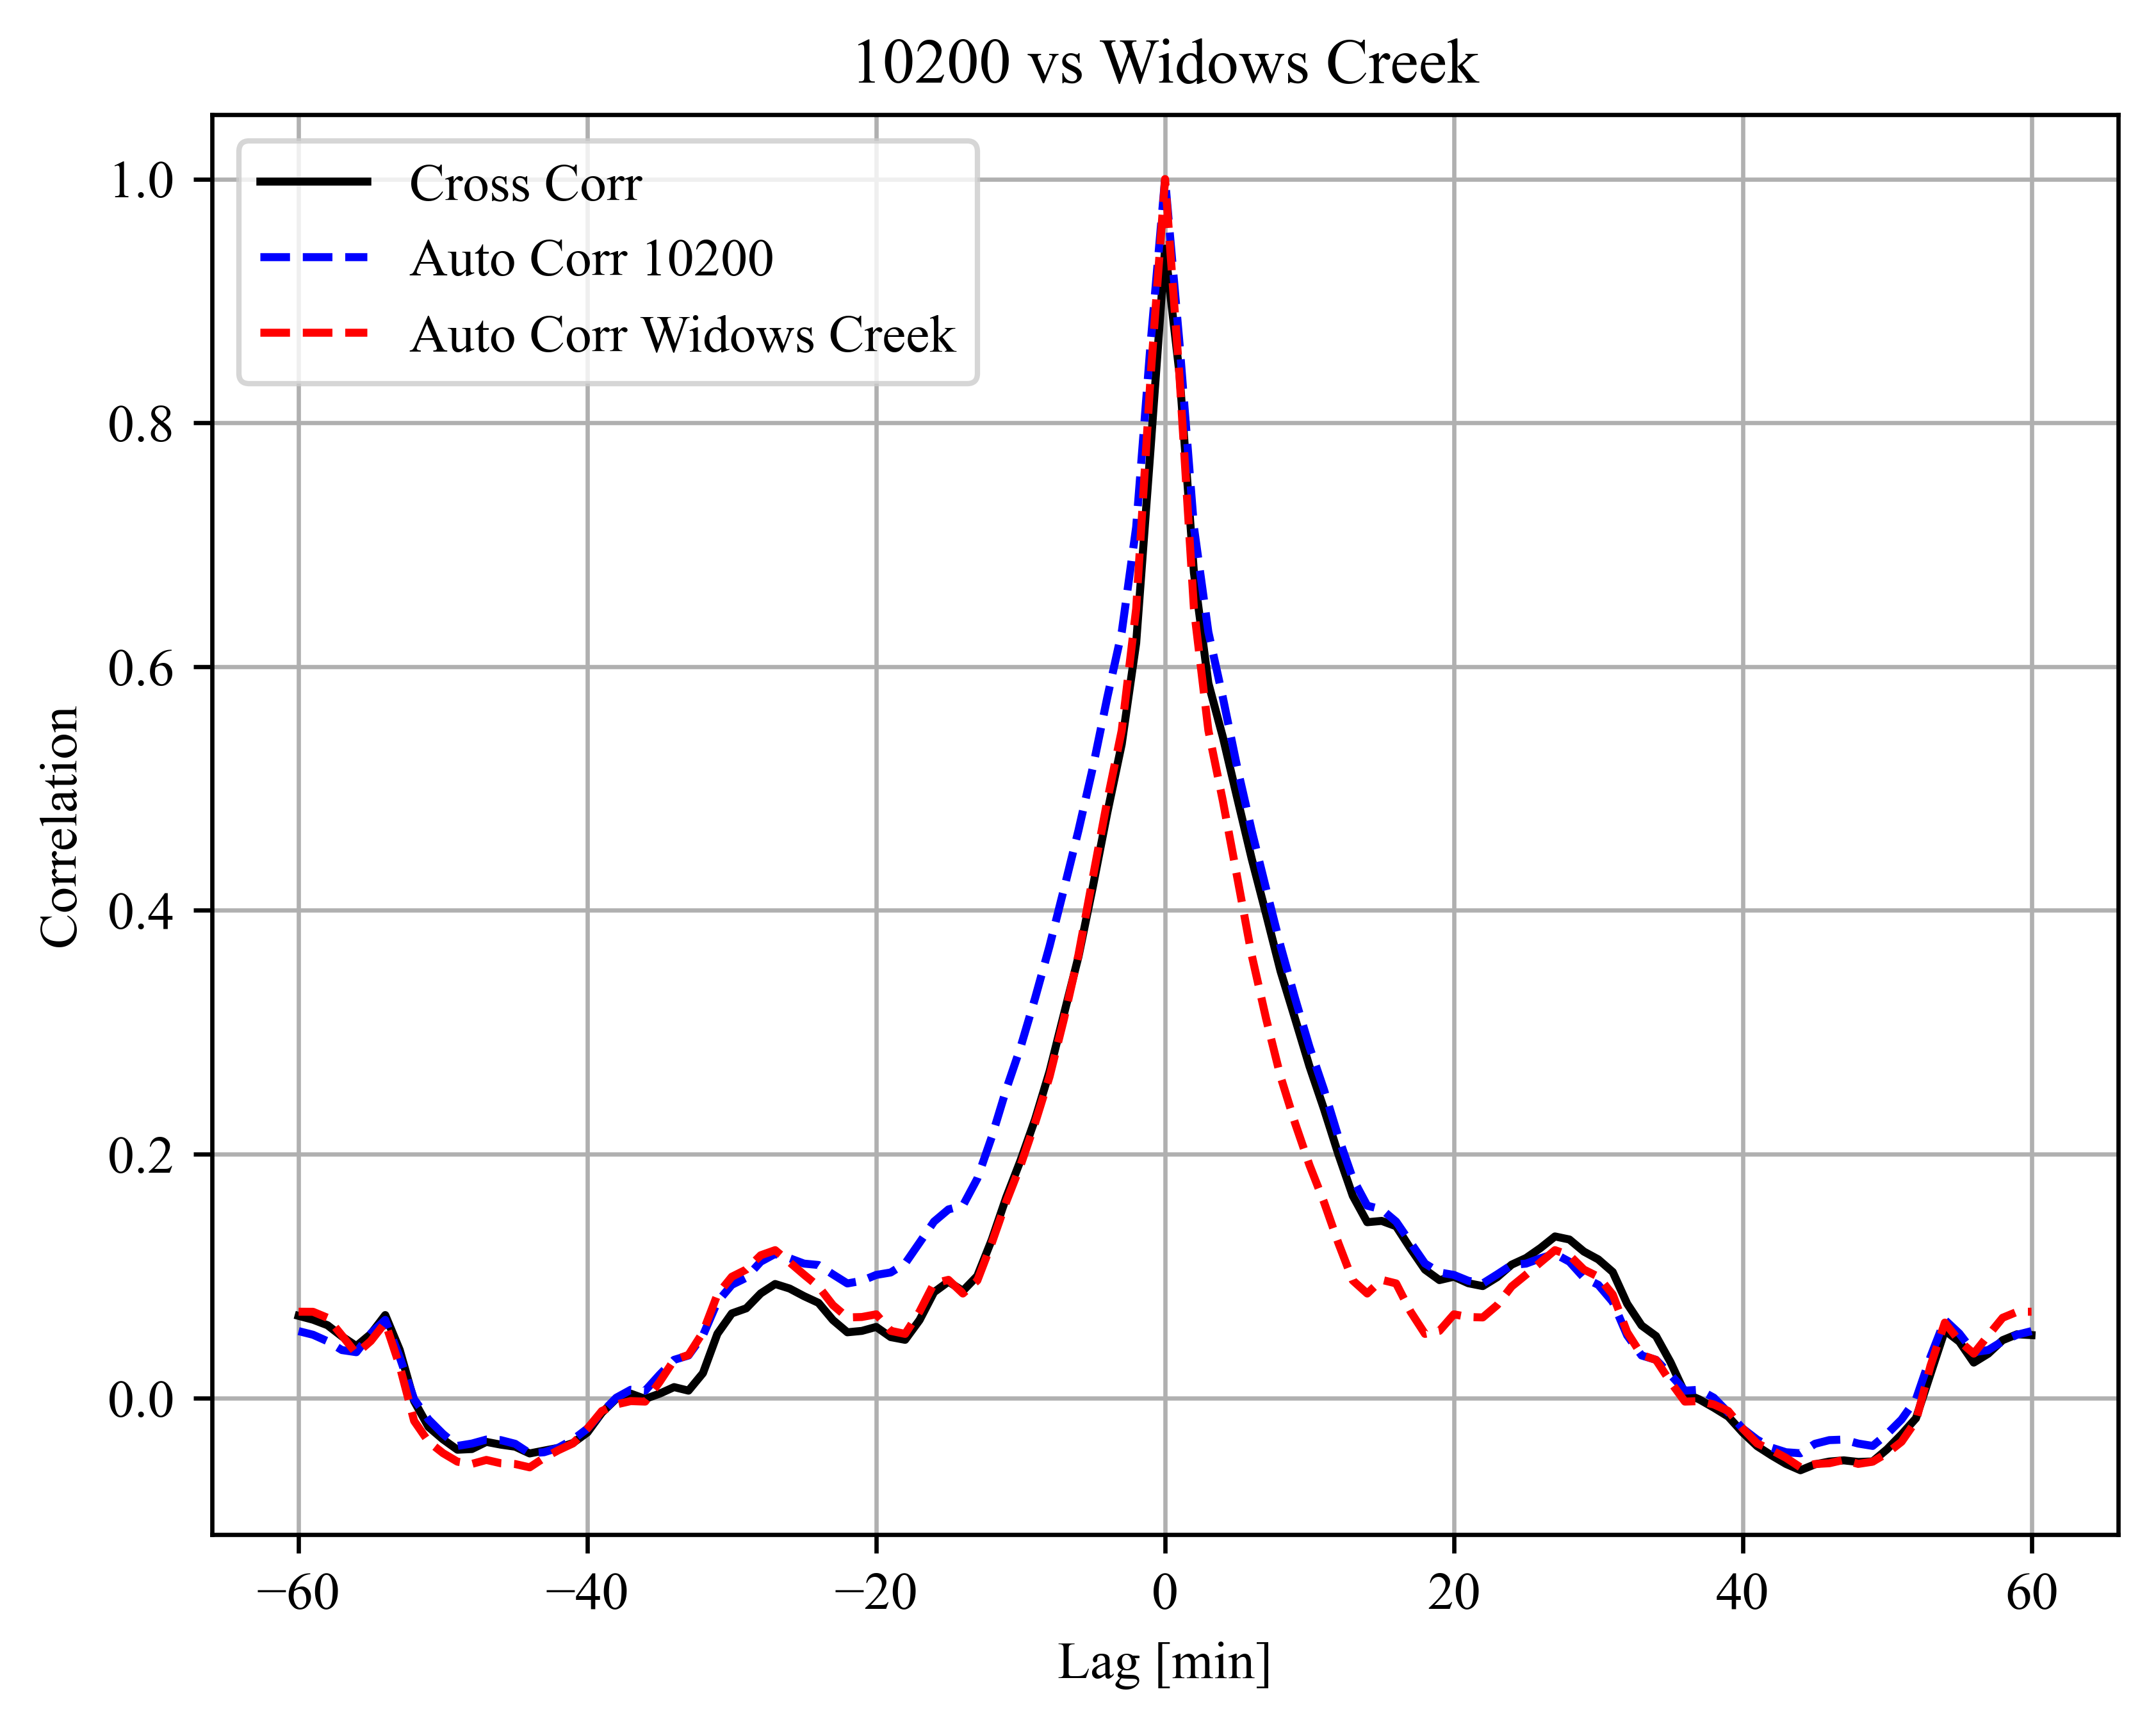 10200 vs Widows Creek
Cross Corr
Auto Corr 10200
Auto Corr Widows Creek
1.0
0.8
0.6
0.4
0.2
0.0
Correlation
−60 −40 −20 0 20 40 60
Lag [min]